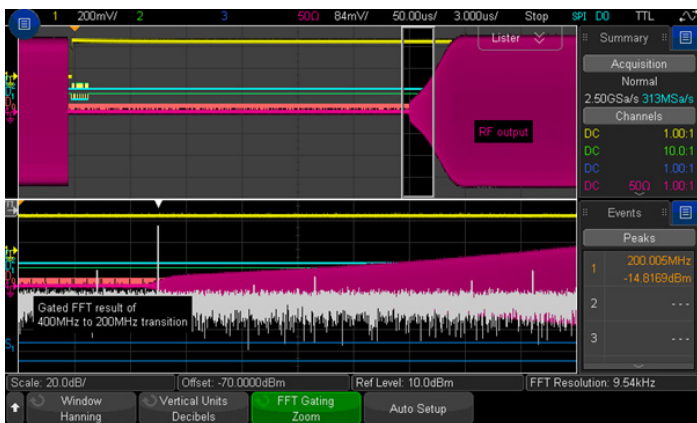 1 200mV/ 2 3 50Ω 84mV/ 50.00us/ 3.000us/ Stop SPI D0 TTL
Lister
RF output
Gated FFT result of
400MHz to 200MHz transition
Summary
Acquisition
Normal
2.50GSa/s 313MSa/s
Channels
DC 1.00:1
DC 10.0:1
DC 1.00:1
DC 50Ω 1.00:1
Events
Peaks
1 200.005MHz
-14.8169dBm
2 ---
3 ---
Scale: 20.0dB/ Offset: -70.0000dBm Ref Level: 10.0dBm FFT Resolution: 9.54kHz
Window
Hanning
Vertical Units
Decibels
FFT Gating
Zoom
Auto Setup